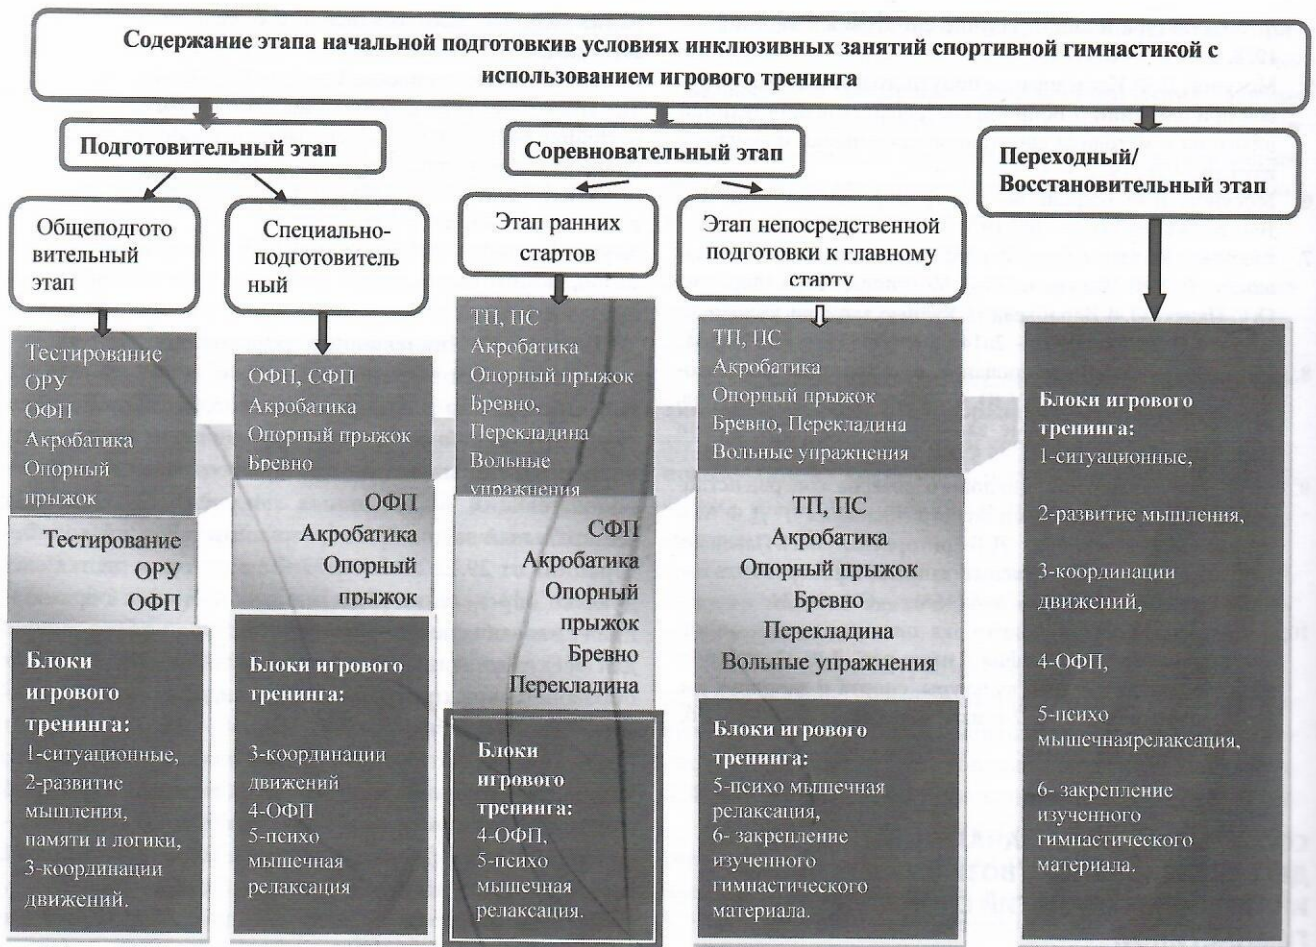 Содержание этапа начальной подготовкив условиях инклюзивных занятий спортивной гимнастикой с
использованием игрового тренинга
Подготовительный этап
Соревновательный этап
Переходный/
Восстановительный этап
Общеподгото
вительный
этап
Специально-
подготовитель
ный
Этап ранних
стартов
Этап непосредственной
подготовки к главному
старту
Тестирование
ОРУ
ОФП
Акробатика
Опорный
прыжок
Тестирование
ОРУ
ОФП
Блоки
игрового
тренинга:
1-ситуационные,
2-развитие
мышления,
памяти и логики,
3-координации
движений.
ОФП, СФП
Акробатика
Опорный прыжок
Бревно
ОФП
Акробатика
Опорный
прыжок
Блоки игрового
тренинга:
3-координации
движений
4-ОФП
5-психо
мышечная
релаксация
ТП, ПС
Акробатика
Опорный прыжок
Бревно,
Перекладина
Вольные
упражнения
СФП
Акробатика
Опорный
прыжок
Бревно
Перекладина
Блоки
игрового
тренинга:
4-ОФП,
5-психо
мышечная
релаксация.
ТП, ПС
Акробатика
Опорный прыжок
Бревно, Перекладина
Вольные упражнения
ТП, ПС
Акробатика
Опорный прыжок
Бревно
Перекладина
Вольные упражнения
Блоки игрового
тренинга:
5-психо мышечная
релаксация,
6- закрепление
изученного
гимнастического
материала.
Блоки игрового
тренинга:
1-ситуационные,
2-развитие мышления,
3-координации
движений,
4-ОФП,
5-психо
мышечнаярелаксация,
6- закрепление
изученного
гимнастического
материала.